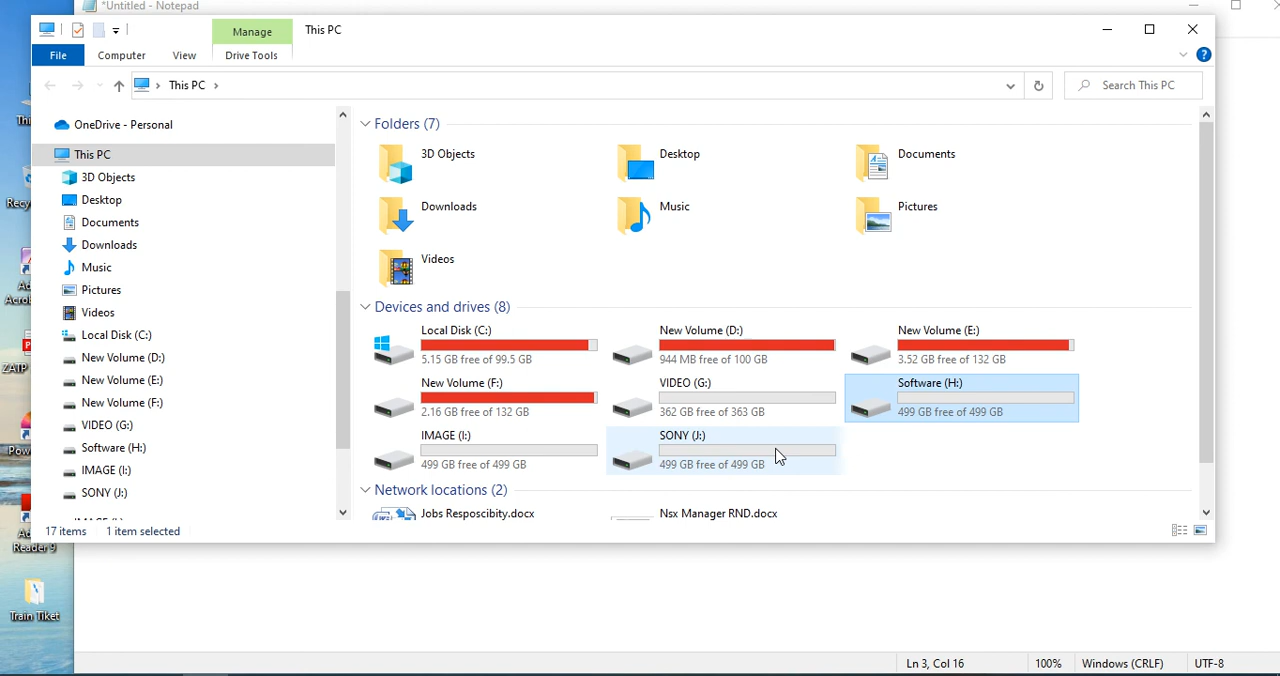 *Untitled - Notepad
Manage
This PC
File
Computer
View
Drive Tools
This PC
Search This PC
OneDrive - Personal
This PC
3D Objects
Desktop
Documents
Downloads
Music
Pictures
Videos
Local Disk (C:)
New Volume (D:)
New Volume (E:)
New Volume (F:)
VIDEO (G:)
Software (H:)
IMAGE (I:)
SONY (J:)
Folders (7)
3D Objects
Desktop
Documents
Downloads
Music
Pictures
Videos
Devices and drives (8)
Local Disk (C:)
5.15 GB free of 99.5 GB
New Volume (D:)
944 MB free of 100 GB
New Volume (E:)
3.52 GB free of 132 GB
New Volume (F:)
2.16 GB free of 132 GB
VIDEO (G:)
362 GB free of 363 GB
Software (H:)
499 GB free of 499 GB
IMAGE (I:)
499 GB free of 499 GB
SONY (J:)
499 GB free of 499 GB
Network locations (2)
Jobs Resposcibity.docx
Nsx Manager RND.docx
17 items
1 item selected
Reader 9
Train Tiket
Ln 3, Col 16
100%
Windows (CRLF)
UTF-8